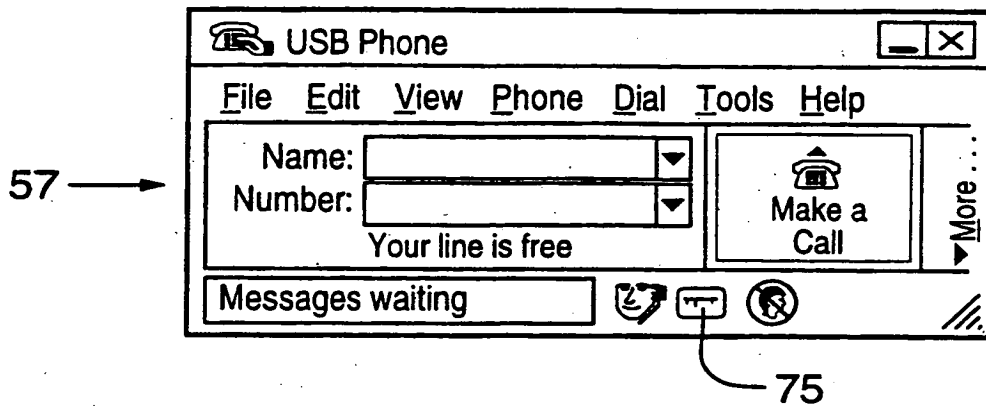 USB Phone
File Edit View Phone Dial Tools Help
Name:
Number:
Your line is free
Make a
Call
More ...
Messages waiting
57
75